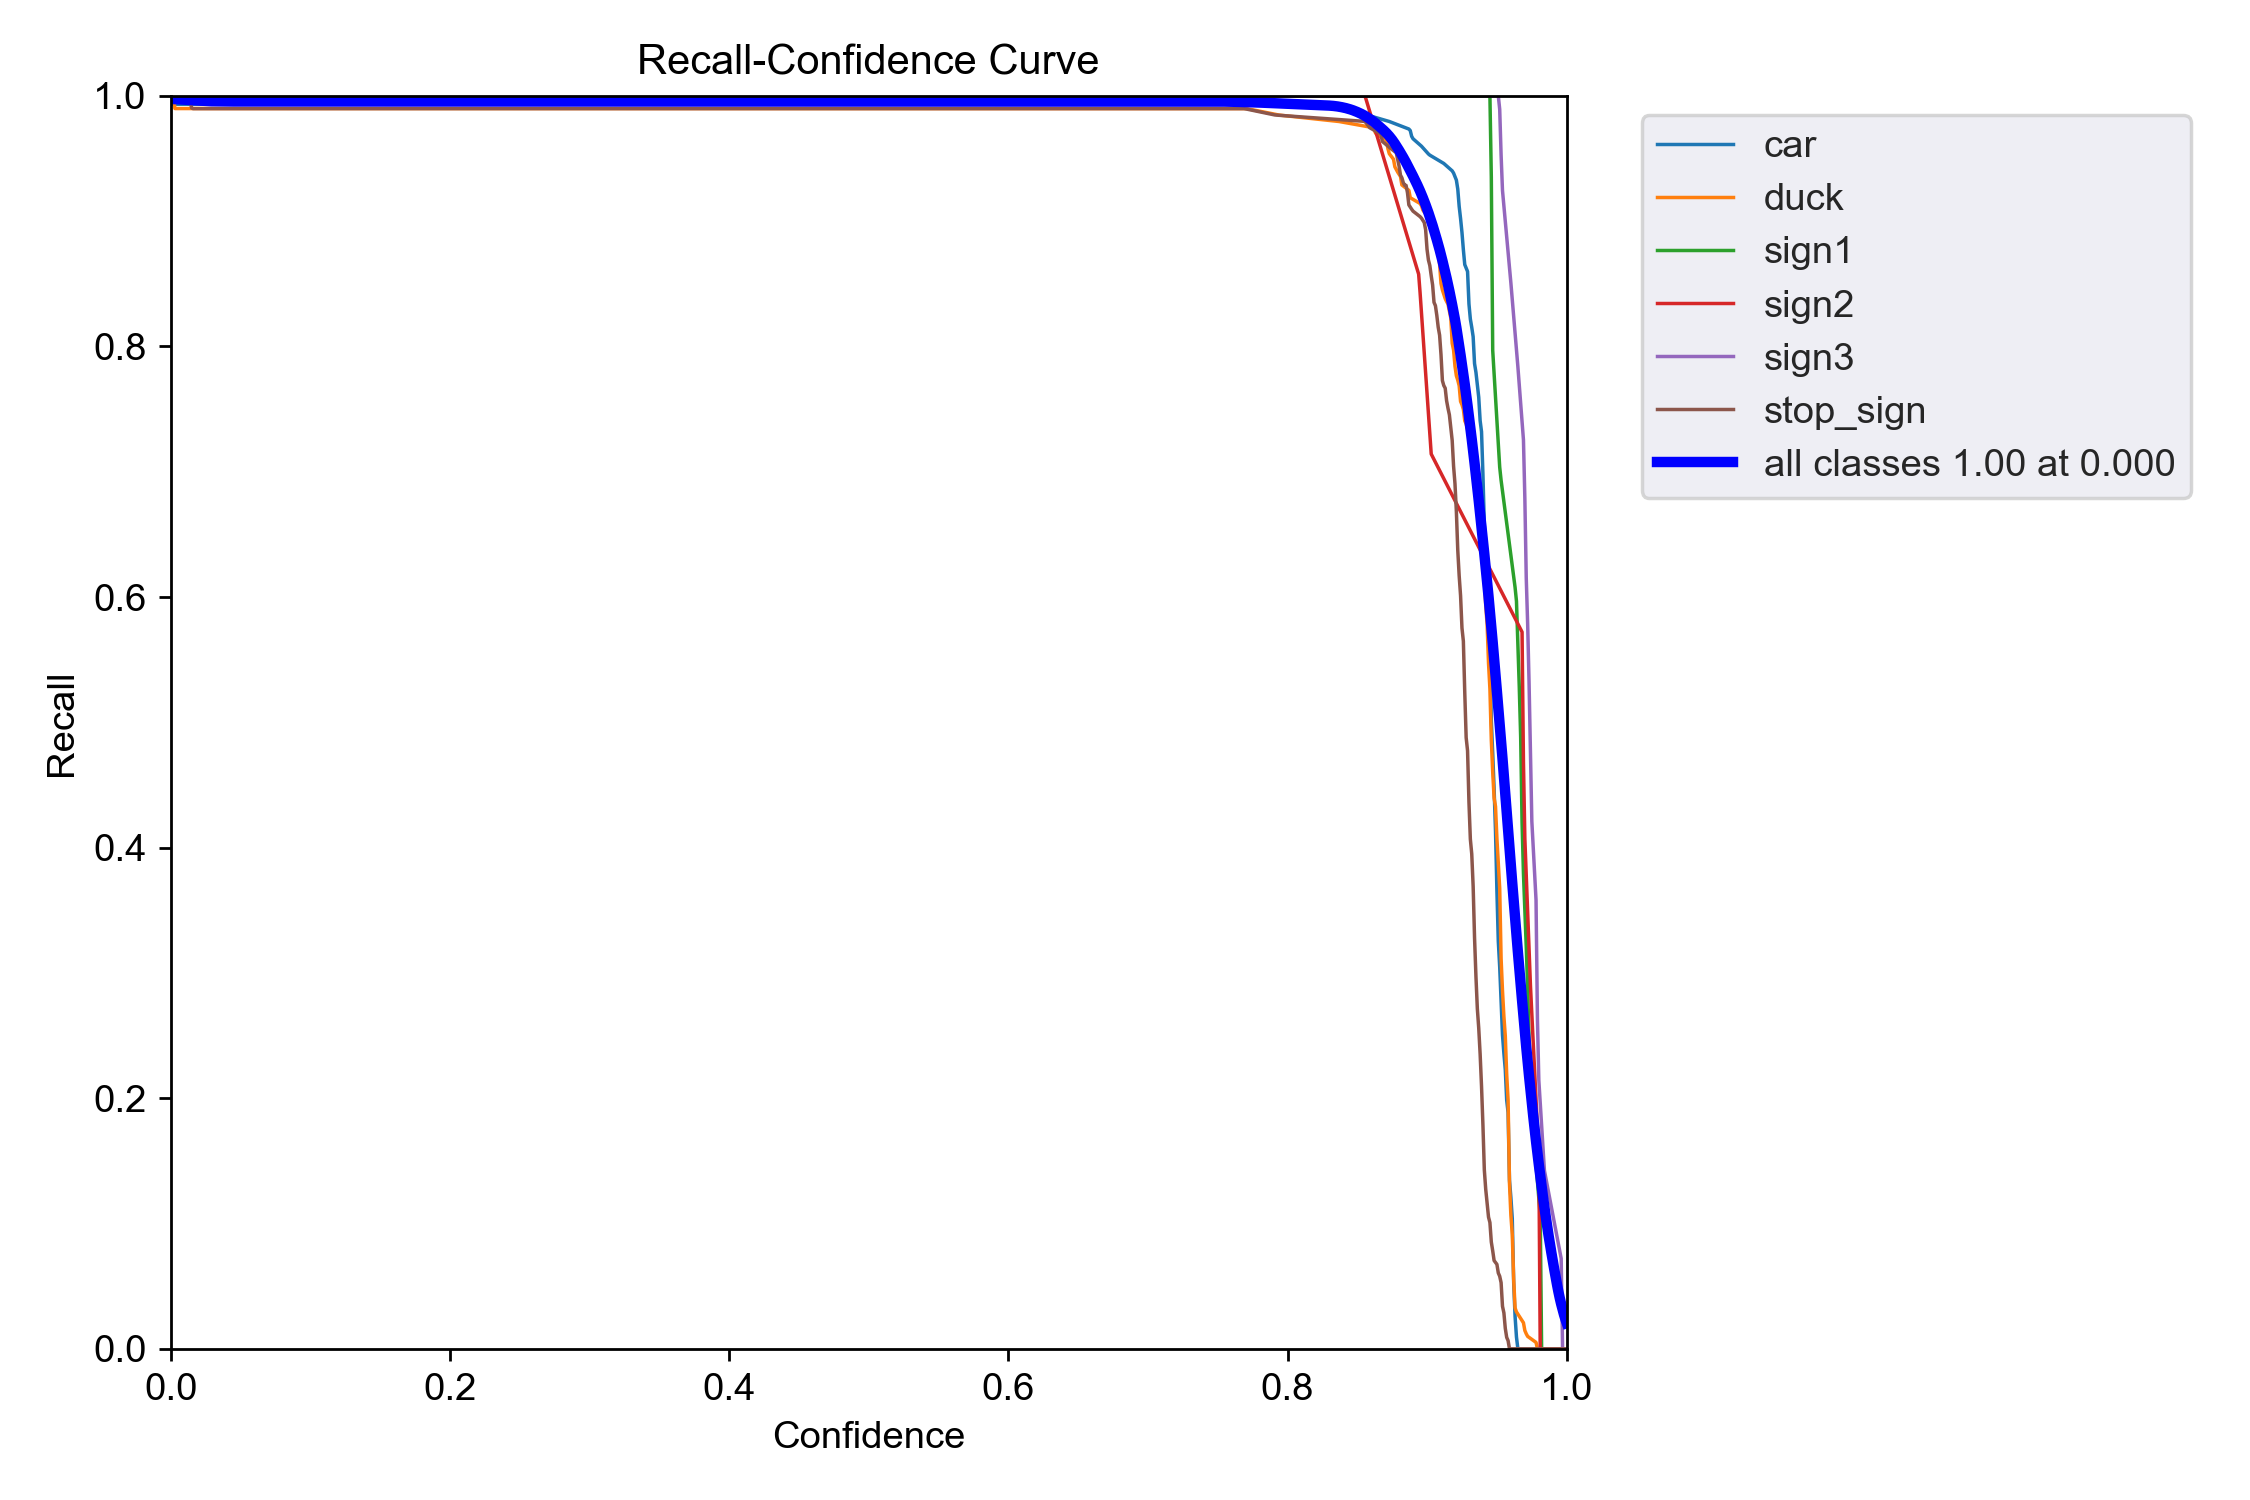 Recall-Confidence Curve
1.0
0.8
0.6
0.4
0.2
0.0
Recall
0.0 0.2 0.4 0.6 0.8 1.0
Confidence
car
duck
sign1
sign2
sign3
stop_sign
all classes 1.00 at 0.000